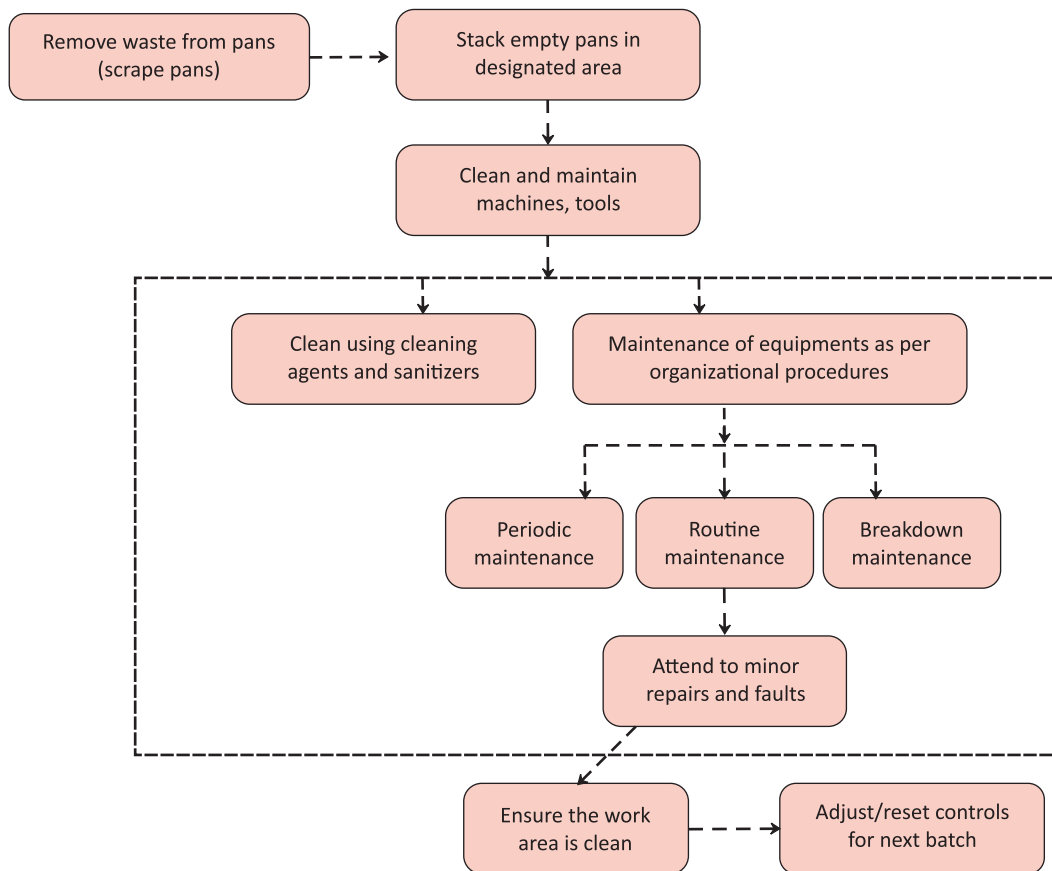 Remove waste from pans
(scrape pans)
Stack empty pans in
designated area
Clean and maintain
machines, tools
Clean using cleaning
agents and sanitizers
Maintenance of equipments as per
organizational procedures
Periodic
maintenance
Routine
maintenance
Breakdown
maintenance
Attend to minor
repairs and faults
Ensure the work
area is clean
Adjust/reset controls
for next batch